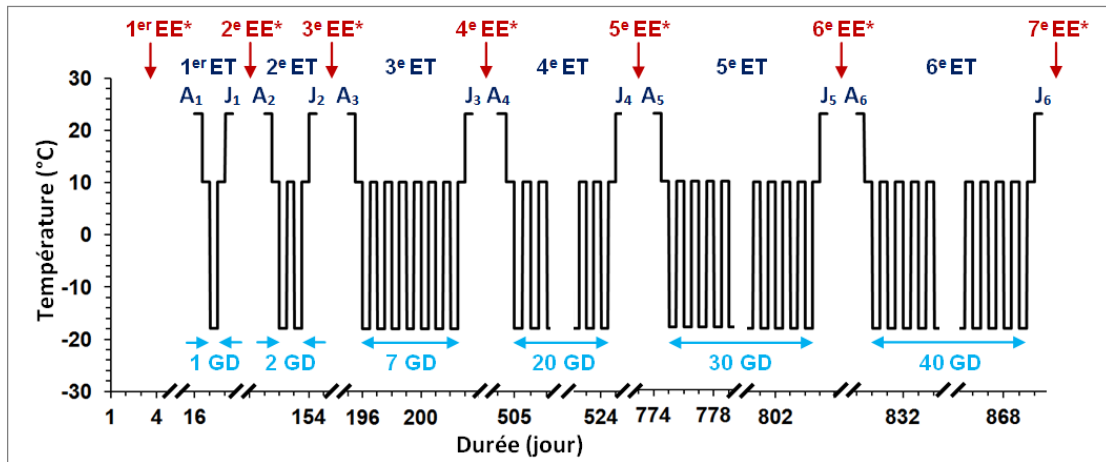 1er EE* 2e EE* 3e EE* 4e EE* 5e EE* 6e EE* 7e EE*
1er ET 2e ET 3e ET 4e ET 5e ET 6e ET
A1 J1 A2 J2 A3 J3 A4 J4 A5 J5 A6 J6
30
20
10
0
-10
-20
-30
Température (°C)
1 GD 2 GD 7 GD 20 GD 30 GD 40 GD
1 4 16 154 196 200 505 524 774 778 802 832 868
Durée (jour)